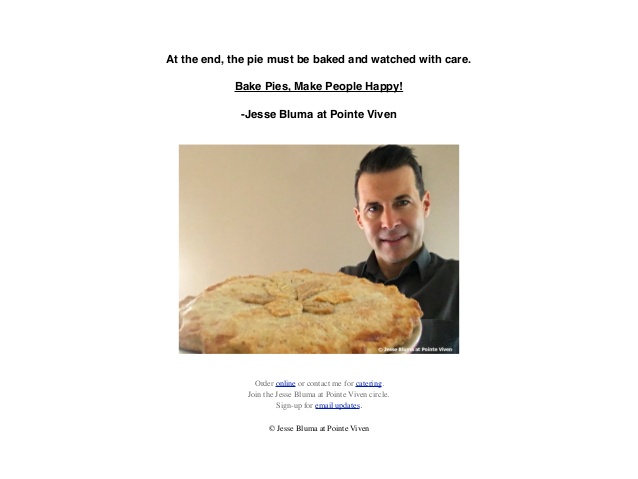 At the end, the pie must be baked and watched with care.
Bake Pies, Make People Happy!
-Jesse Bluma at Pointe Viven
© Jesse Bluma at Pointe Viven
Order online or contact me for catering.
Join the Jesse Bluma at Pointe Viven circle.
Sign-up for email updates.
© Jesse Bluma at Pointe Viven